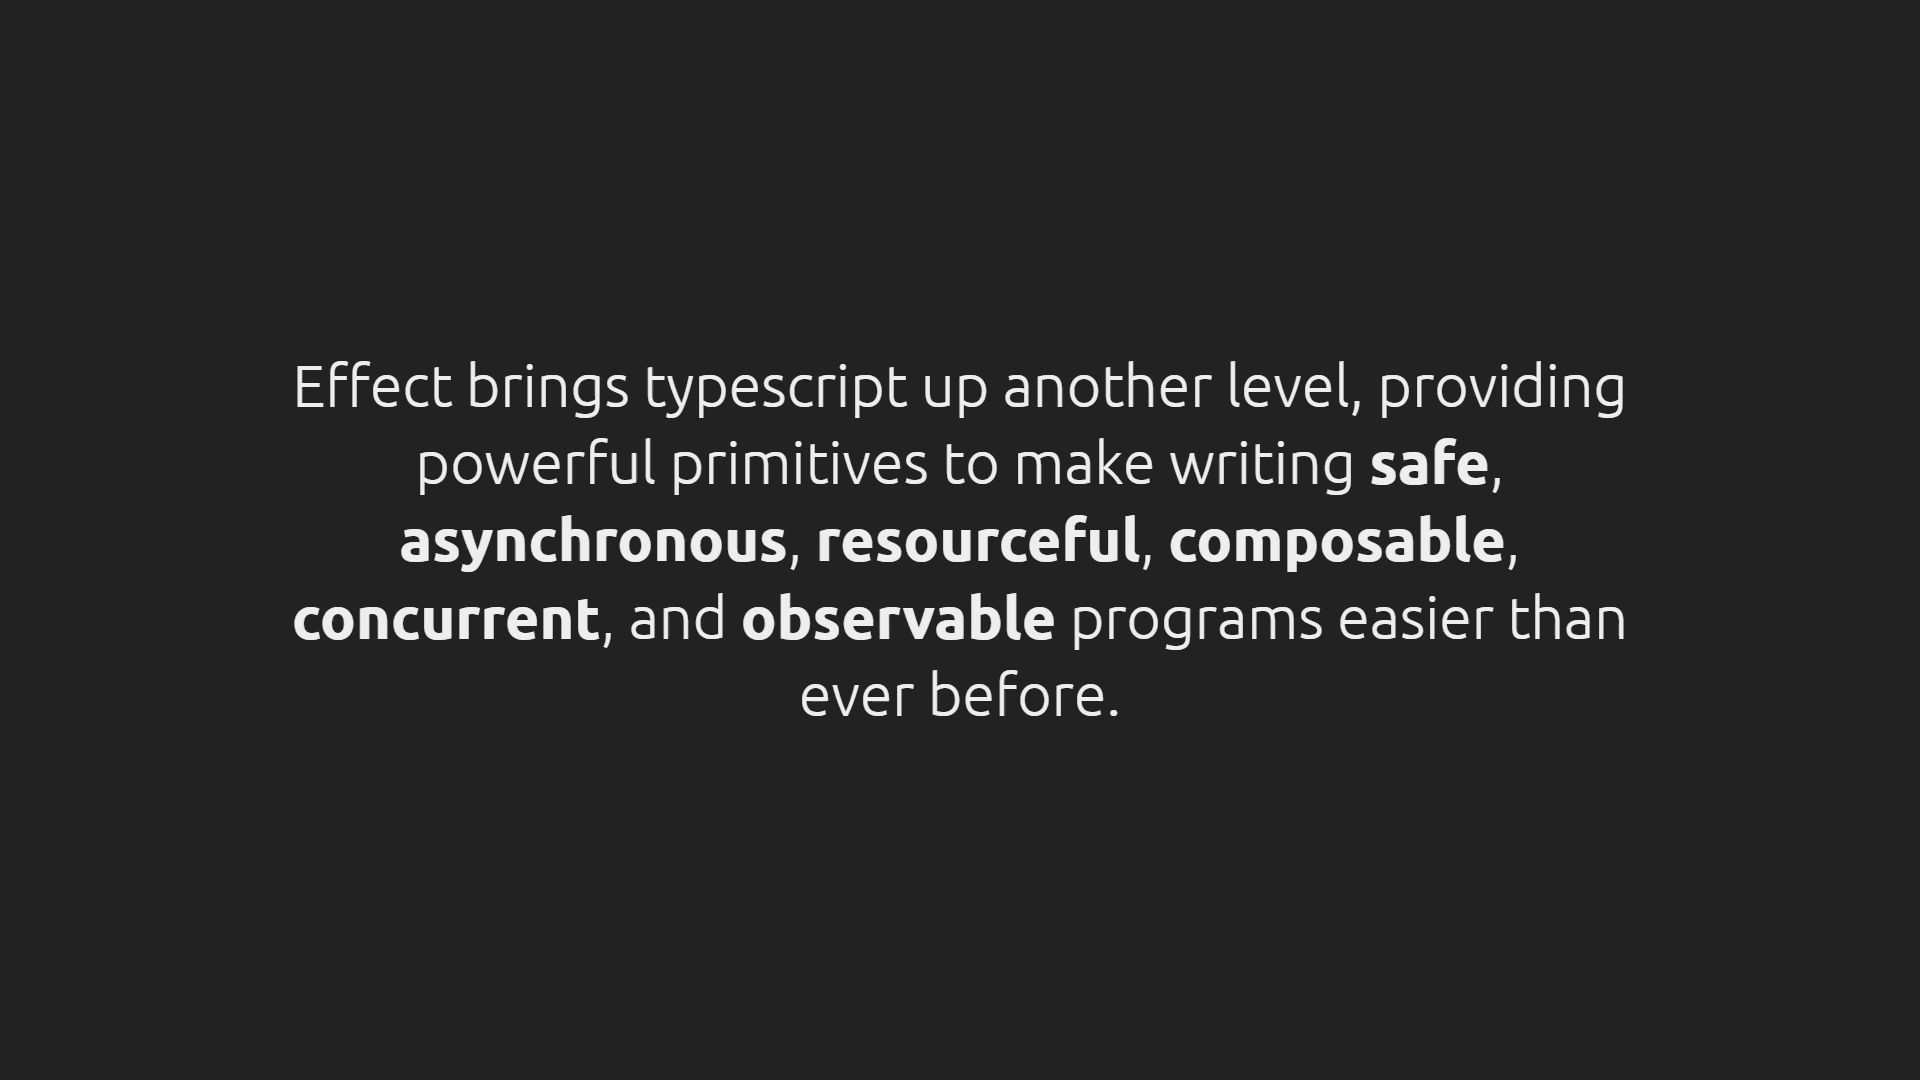 Effect brings typescript up another level, providing
powerful primitives to make writing safe,
asynchronous, resourceful, composable,
concurrent, and observable programs easier than
ever before.